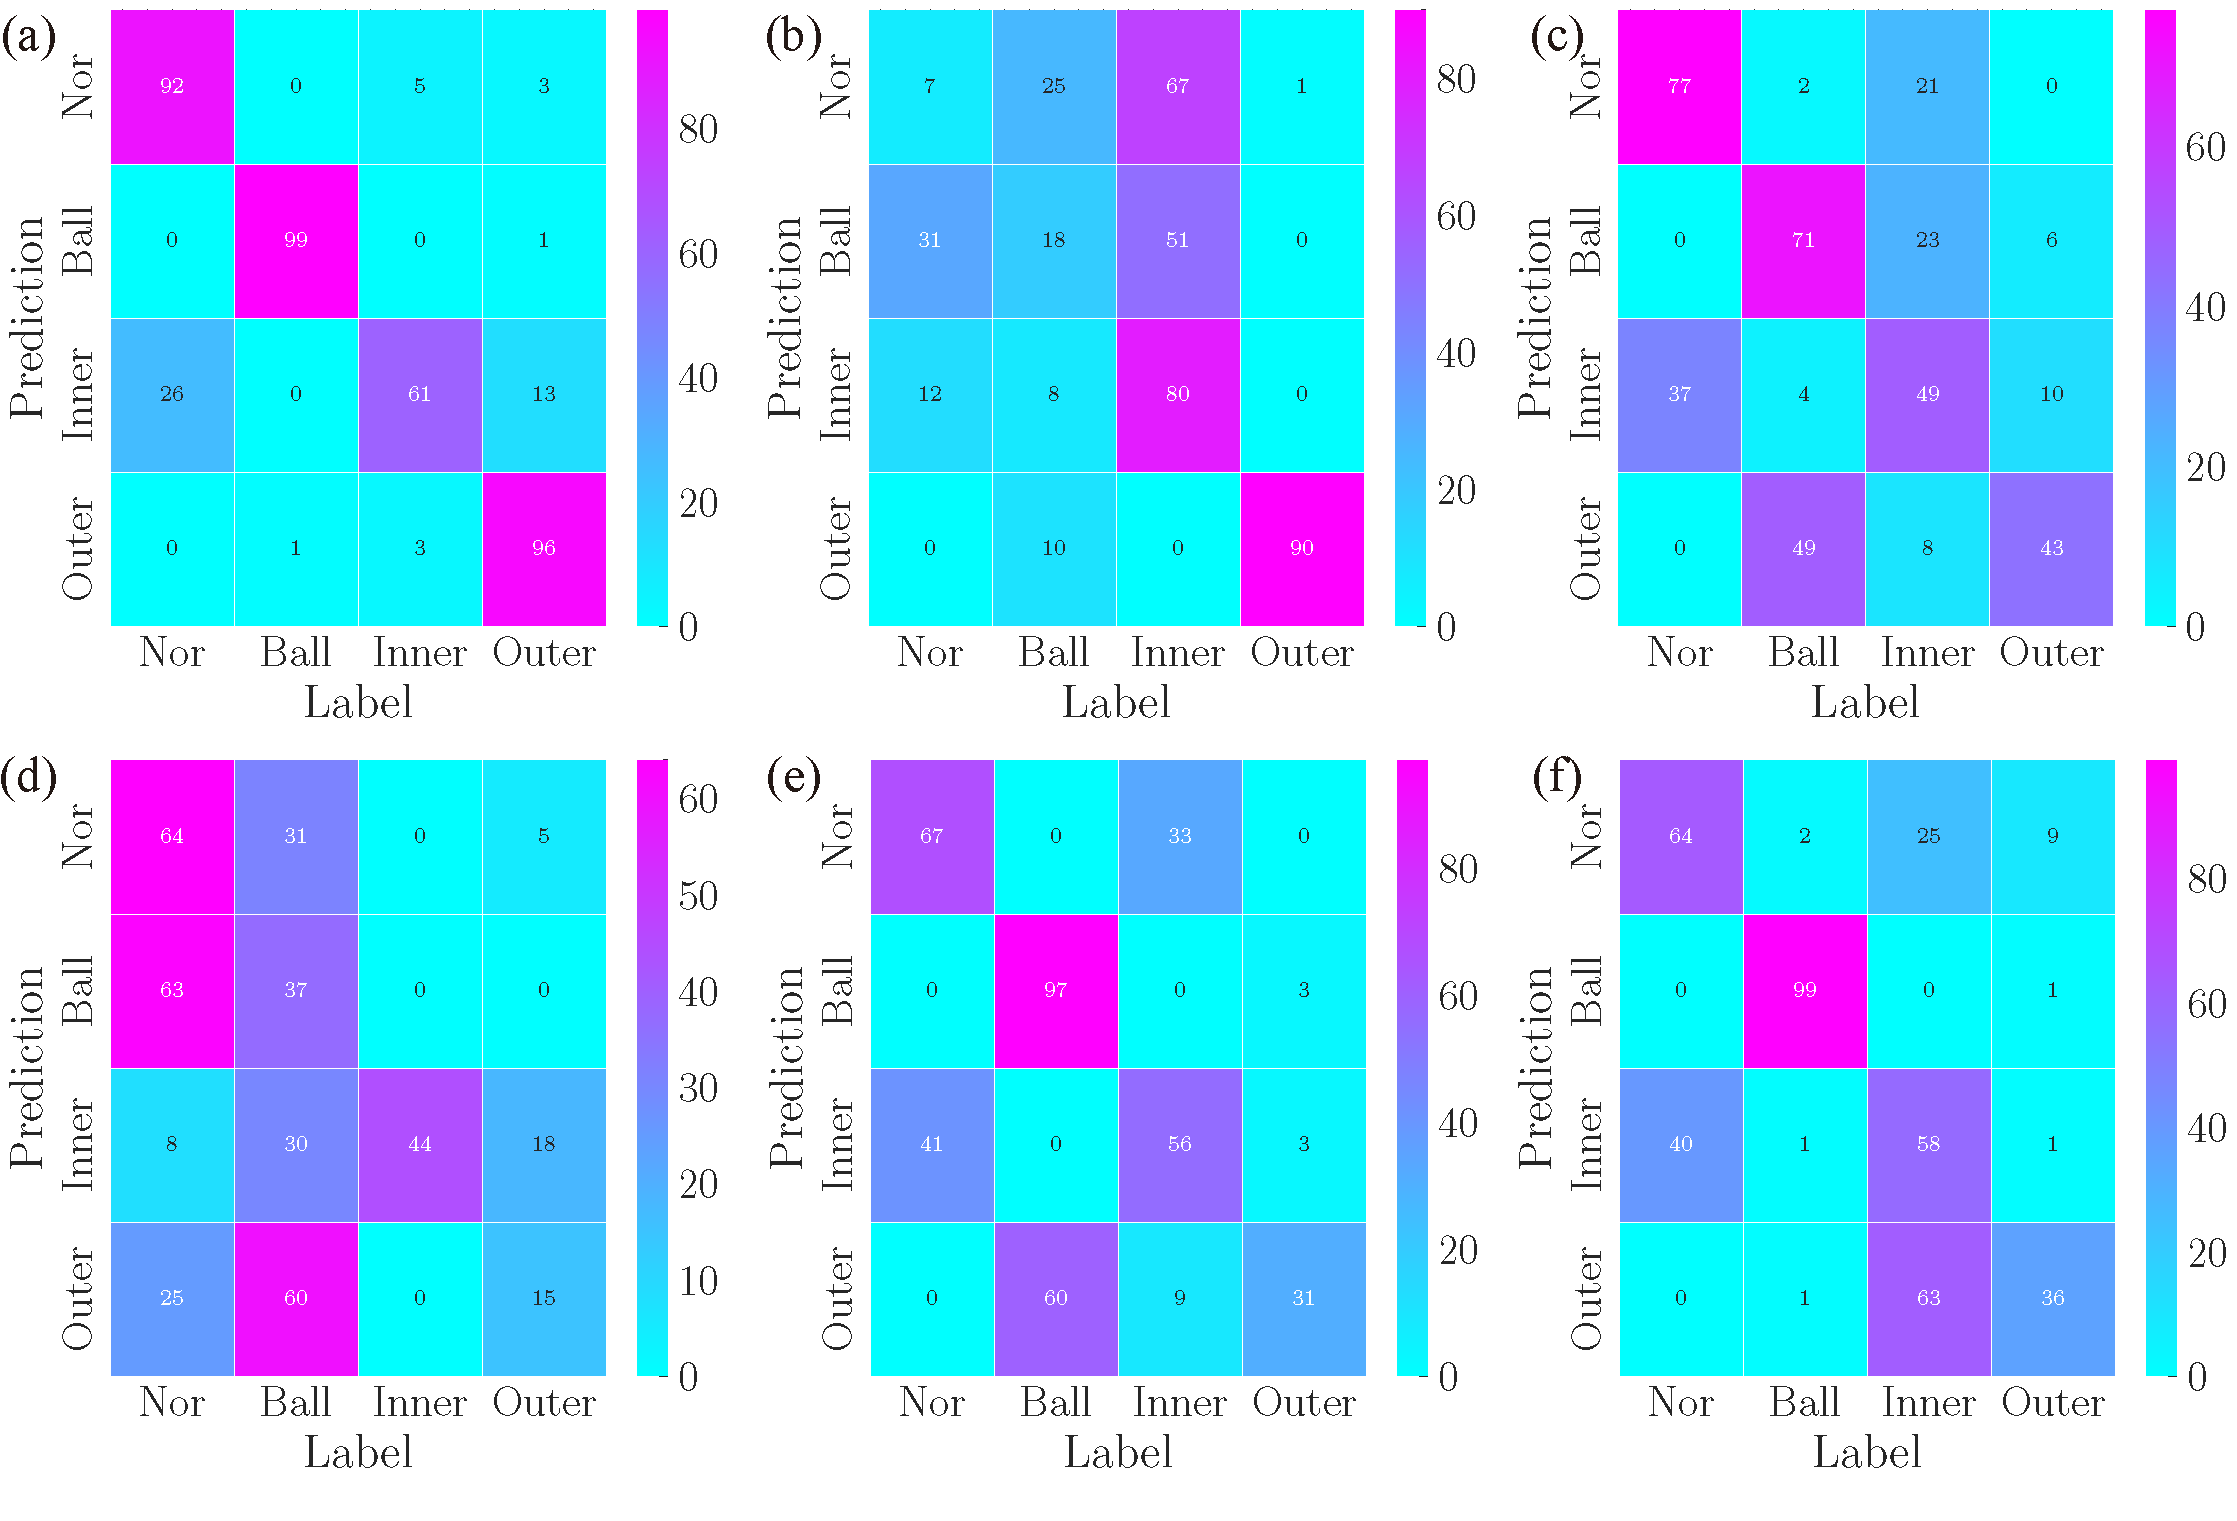 (a)
Prediction
Nor
Ball
Inner
Outer
92 0 5 3
0 99 0 1
26 0 61 13
0 1 3 96
Nor Ball Inner Outer
Label
80
60
40
20
0
(b)
Prediction
Nor
Ball
Inner
Outer
7 25 67 1
31 18 51 0
12 8 80 0
0 10 0 90
Nor Ball Inner Outer
Label
80
60
40
20
0
(c)
Prediction
Nor
Ball
Inner
Outer
77 2 21 0
0 71 23 6
37 4 49 10
0 49 8 43
Nor Ball Inner Outer
Label
60
40
20
0
(d)
Prediction
Nor
Ball
Inner
Outer
64 31 0 5
63 37 0 0
8 30 44 18
25 60 0 15
Nor Ball Inner Outer
Label
60
50
40
30
20
10
0
(e)
Prediction
Nor
Ball
Inner
Outer
67 0 33 0
0 97 0 3
41 0 56 3
0 60 9 31
Nor Ball Inner Outer
Label
80
60
40
20
0
(f)
Prediction
Nor
Ball
Inner
Outer
64 2 25 9
0 99 0 1
40 1 58 1
0 1 63 36
Nor Ball Inner Outer
Label
80
60
40
20
0